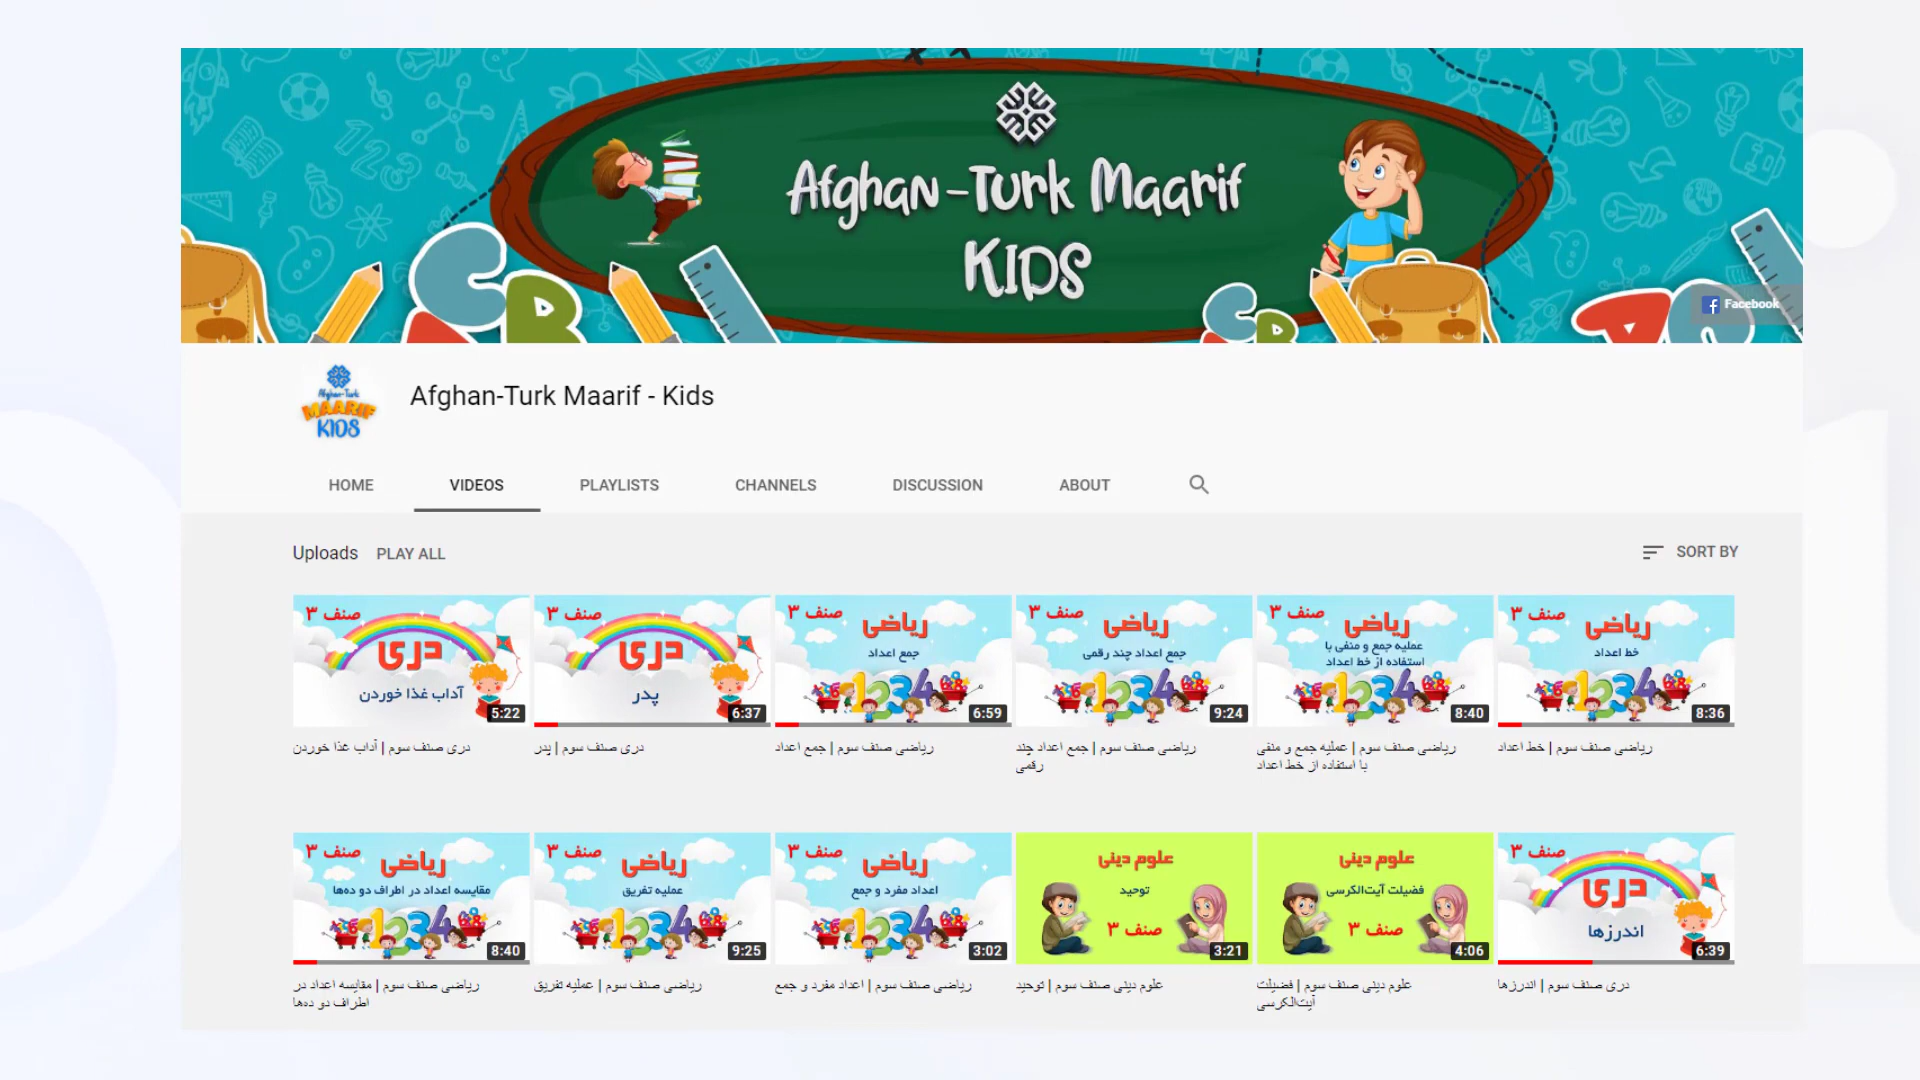 Afghan-Turk Maarif
KIDS
Facebook
Afghan-Turk
MAARIF
KIDS
Afghan-Turk Maarif - Kids
HOME
VIDEOS
PLAYLISTS
CHANNELS
DISCUSSION
ABOUT
Uploads
PLAY ALL
SORT BY
صنف ۳
دری
آداب غذا خوردن
5:22
دری صنف سوم | آداب غذا خوردن
صنف ۳
دری
پدر
6:37
دری صنف سوم | پدر
صنف ۳
ریاضی
جمع اعداد
6:59
ریاضی صنف سوم | جمع اعداد
صنف ۳
ریاضی
جمع اعداد چند رقمی
9:24
ریاضی صنف سوم | جمع اعداد چند
رقمی
صنف ۳
ریاضی
عملیه جمع و منفی با
استفاده از خط اعداد
8:40
ریاضی صنف سوم | عملیه جمع و منفی
با استفاده از خط اعداد
صنف ۳
ریاضی
خط اعداد
8:36
ریاضی صنف سوم | خط اعداد
صنف ۳
ریاضی
مقایسه اعداد در اطراف دو ده‌ها
8:40
ریاضی صنف سوم | مقایسه اعداد در
اطراف دو ده‌ها
صنف ۳
ریاضی
عملیه تفریق
9:25
ریاضی صنف سوم | عملیه تفریق
صنف ۳
ریاضی
اعداد مفرد و جمع
3:02
ریاضی صنف سوم | اعداد مفرد و جمع
علوم دینی
توحید
صنف ۳
3:21
علوم دینی صنف سوم | توحید
علوم دینی
فضیلت آیت‌الکرسی
صنف ۳
4:06
علوم دینی صنف سوم | فضیلت
آیت‌الکرسی
صنف ۳
دری
اندرزها
6:39
دری صنف سوم | اندرزها